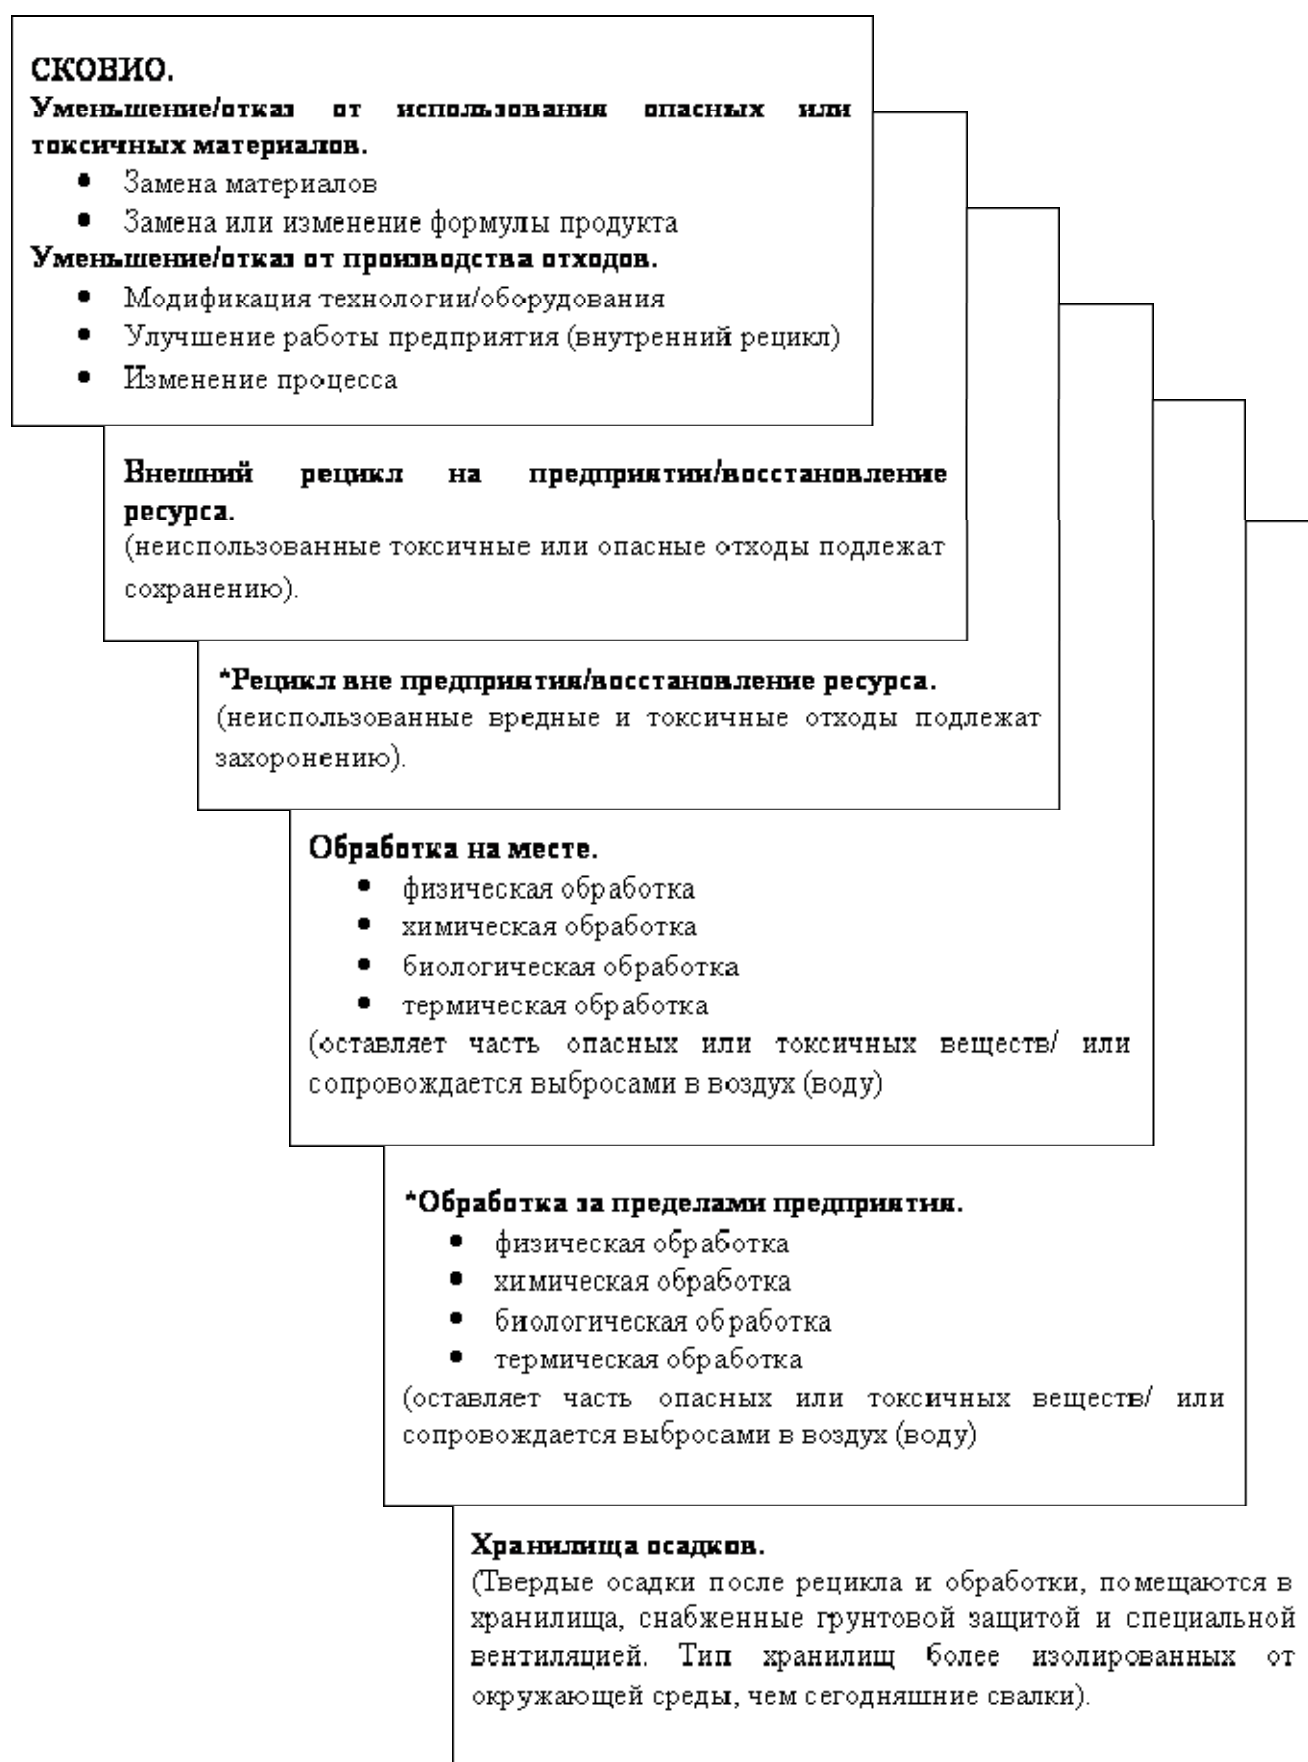 СКОВИО.
Уменьшение/отказ от использования опасных или
токсичных материалов.
• Замена материалов
• Замена или изменение формулы продукта
Уменьшение/отказ от производства отходов.
• Модификация технологии/оборудования
• Улучшение работы предприятия (внутренний рецикл)
• Изменение процесса
Внешний рецикл на предприятии/восстановление
ресурса.
(неиспользованные токсичные или опасные отходы подлежат
сохранению).
*Рецикл вне предприятия/восстановление ресурса.
(неиспользованные вредные и токсичные отходы подлежат
захоронению).
Обработка на месте.
• физическая обработка
• химическая обработка
• биологическая обработка
• термическая обработка
(оставляет часть опасных или токсичных веществ/ или
сопровождается выбросами в воздух (воду)
*Обработка за пределами предприятия.
• физическая обработка
• химическая обработка
• биологическая обработка
• термическая обработка
(оставляет часть опасных или токсичных веществ/ или
сопровождается выбросами в воздух (воду)
Хранилища осадков.
(Твердые осадки после рецикла и обработки, помещаются в
хранилища, снабженные грунтовой защитой и специальной
вентиляцией. Тип хранилищ более изолированных от
окружающей среды, чем сегодняшние свалки).